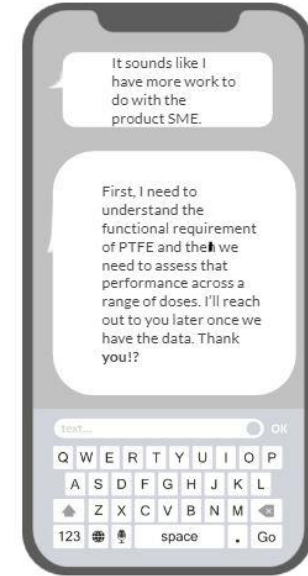 It sounds like I
have more work to
do with the
product SME.
First, I need to
understand the
functional requirement
of PTFE and then we
need to assess that
performance across a
range of doses. I'll reach
out to you later once we
have the data. Thank
you!?
text... OK
Q W E R T Y U I O P
A S D F G H J K L
Z X C V B N M
123 space . Go